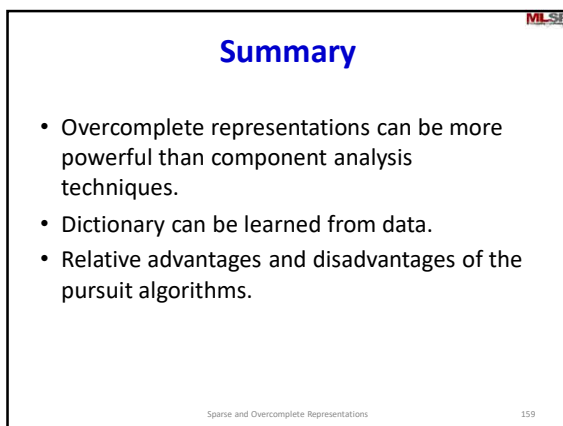 MLSP
Summary
• Overcomplete representations can be more
powerful than component analysis
techniques.
• Dictionary can be learned from data.
• Relative advantages and disadvantages of the
pursuit algorithms.
Sparse and Overcomplete Representations 159